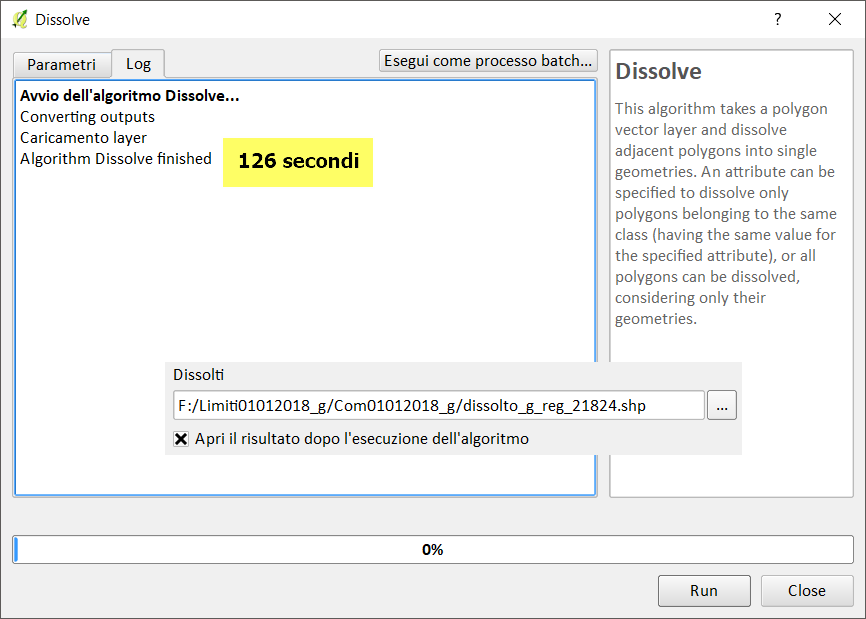 Dissolve
?
Parametri
Log
Esegui come processo batch...
Avvio dell'algoritmo Dissolve...
Converting outputs
Caricamento layer
Algorithm Dissolve finished
126 secondi
Dissolve
This algorithm takes a polygon
vector layer and dissolve
adjacent polygons into single
geometries. An attribute can be
specified to dissolve only
polygons belonging to the same
class (having the same value for
the specified attribute), or all
polygons can be dissolved,
considering only their
geometries.
Dissolti
F:/Limiti01012018_g/Com01012018_g/dissolto_g_reg_21824.shp
...
Apri il risultato dopo l'esecuzione dell'algoritmo
0%
Run
Close